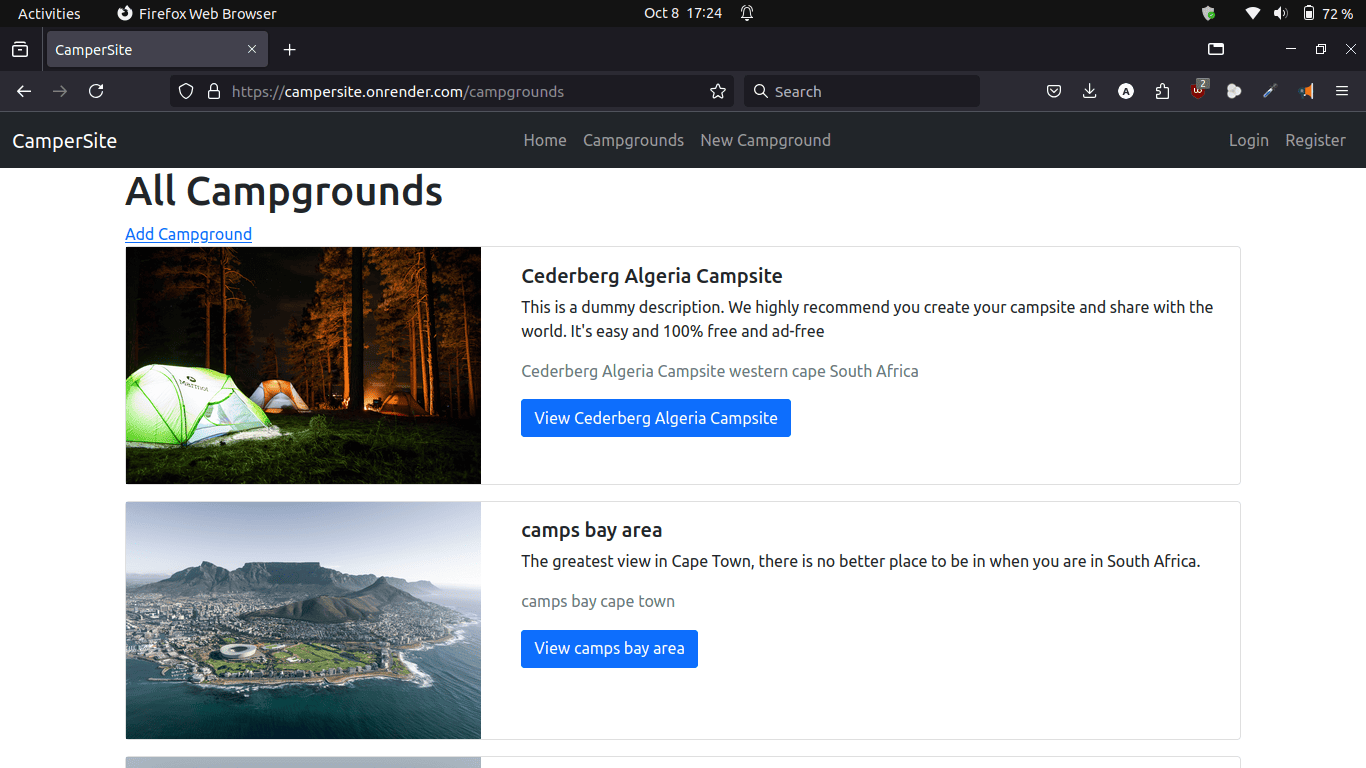 Activities Firefox Web Browser Oct 8 17:24 72 %
CamperSite
https://campersite.onrender.com/campgrounds Search A 2
CamperSite Home Campgrounds New Campground Login Register
All Campgrounds
Add Campground
Marmot
Cederberg Algeria Campsite
This is a dummy description. We highly recommend you create your campsite and share with the
world. It's easy and 100% free and ad-free
Cederberg Algeria Campsite western cape South Africa
View Cederberg Algeria Campsite
camps bay area
The greatest view in Cape Town, there is no better place to be in when you are in South Africa.
camps bay cape town
View camps bay area